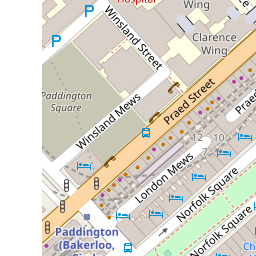 Hospital
Wing
Winsland Street
Clarence
Wing
Paddington
Square
Winsland Mews
Praed Street
12
10
7
London Mews
Norfolk Square
Paddington
(Bakerloo,
Norfolk Square